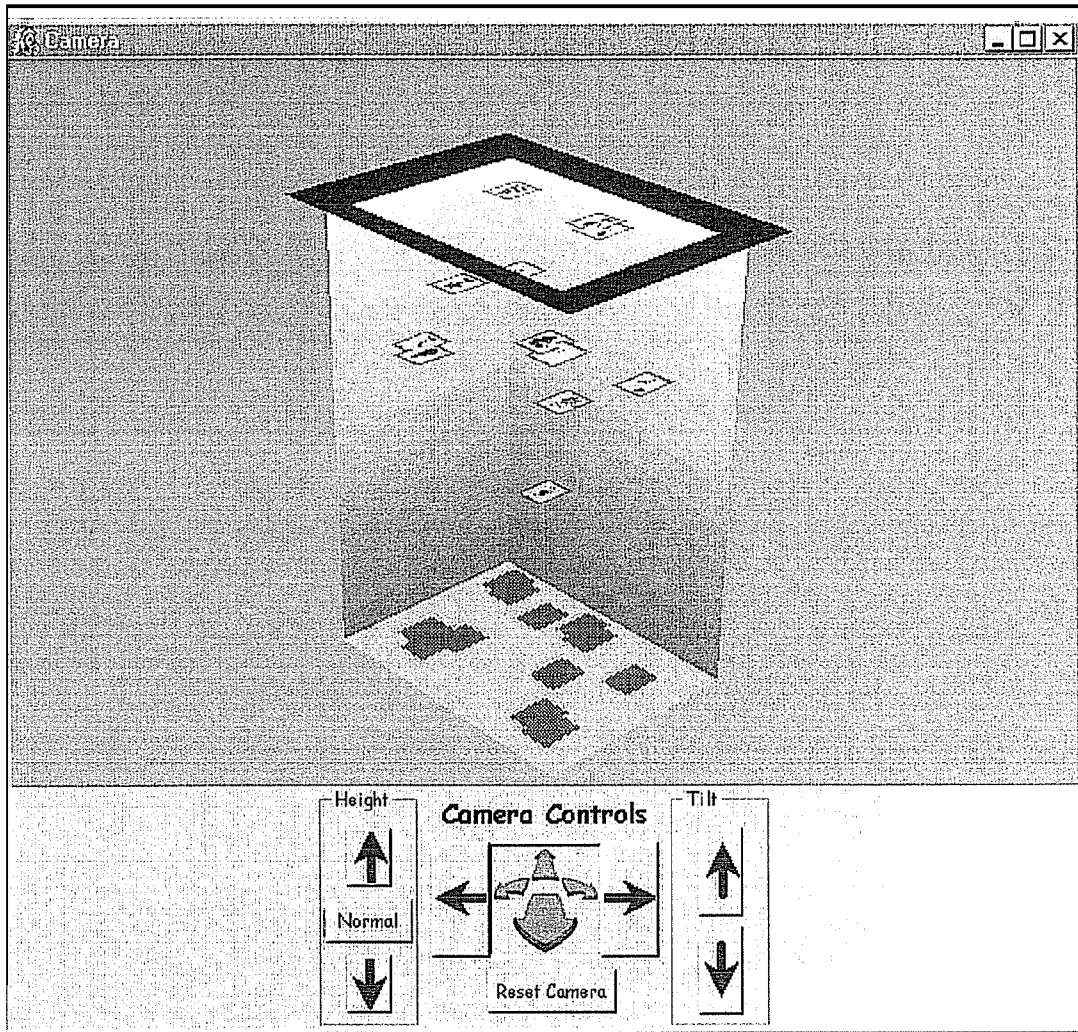 Camera
Height
Camera Controls
Tilt
Normal
Reset Camera